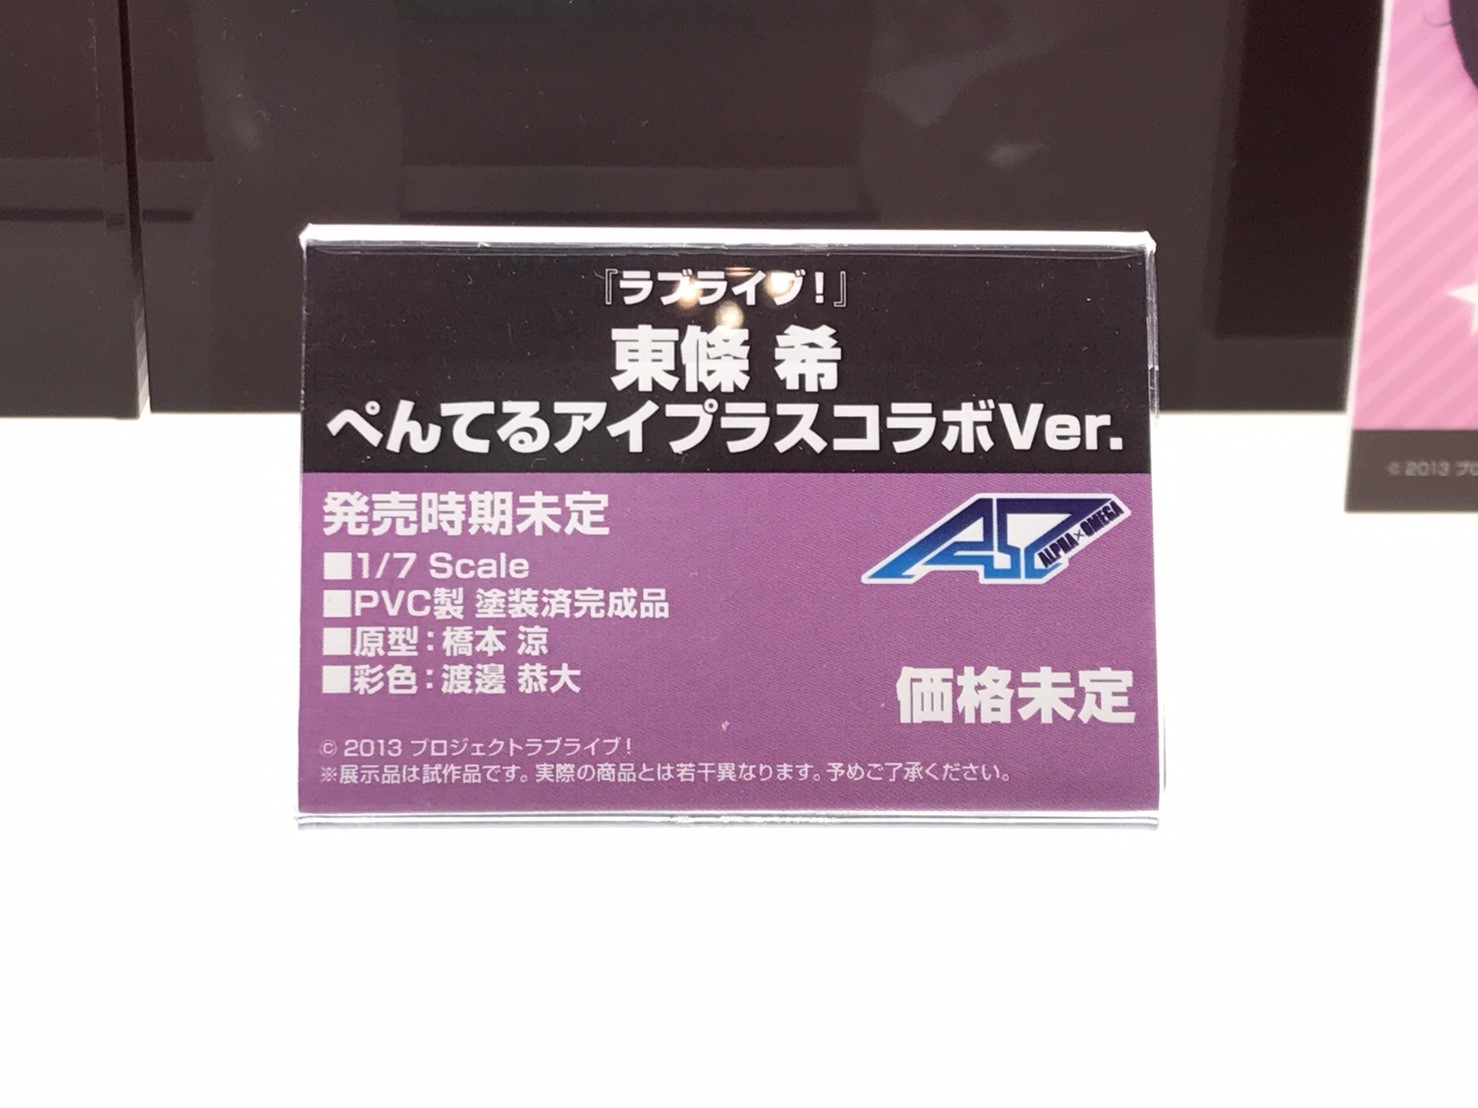 『ラブライブ！』
東條 希
ぺんてるアイプラスコラボVer.
発売時期未定
■1/7 Scale
■PVC製 塗装済完成品
■原型：橋本 涼
■彩色：渡邊 恭大
ALPHA×OMEGA
価格未定
© 2013 プロジェクトラブライブ！
※展示品は試作品です。実際の商品とは若干異なります。予めご了承ください。
© 2013 プロ